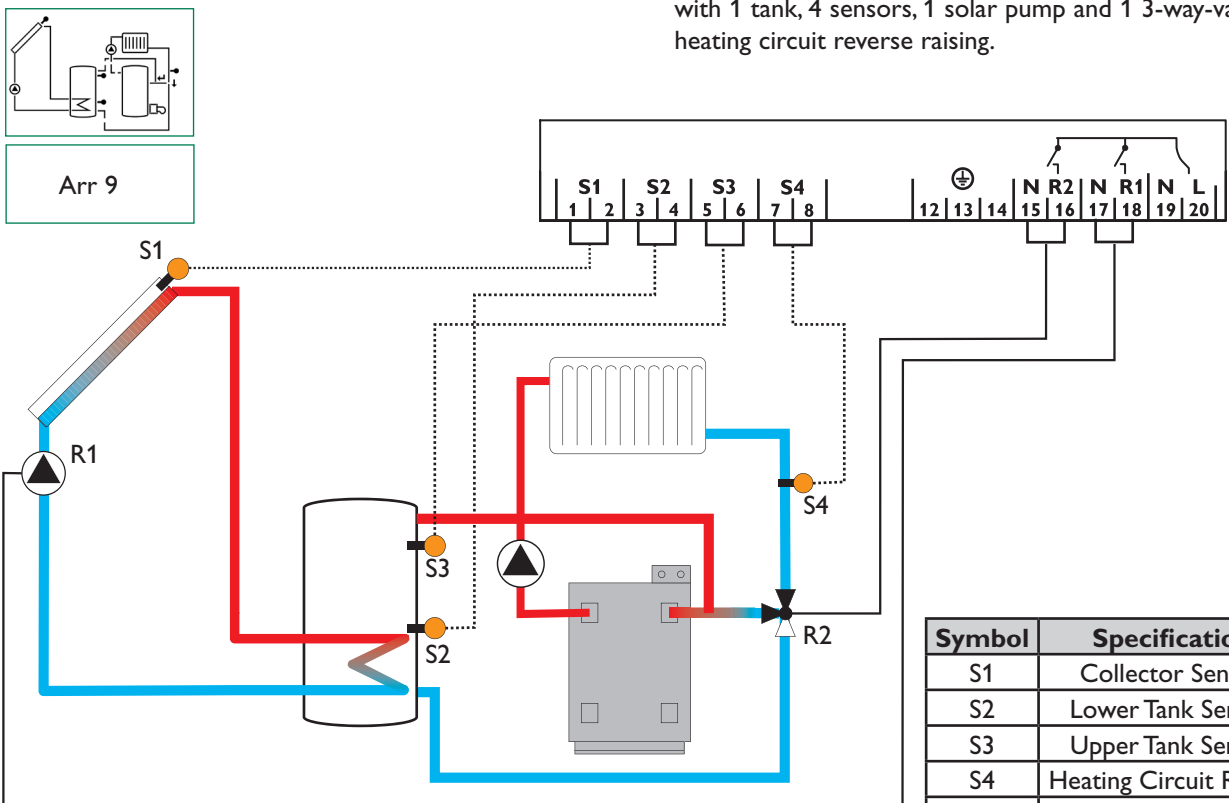 with 1 tank, 4 sensors, 1 solar pump and 1 3-way-va
heating circuit reverse raising.
Arr 9
S1 S2 S3 S4 N R2 N R1 N L
1 2 3 4 5 6 7 8 12 13 14 15 16 17 18 19 20
S1
R1
S4
S3
S2
R2
Symbol Specificatio
S1 Collector Sen
S2 Lower Tank Se
S3 Upper Tank Se
S4 Heating Circuit R